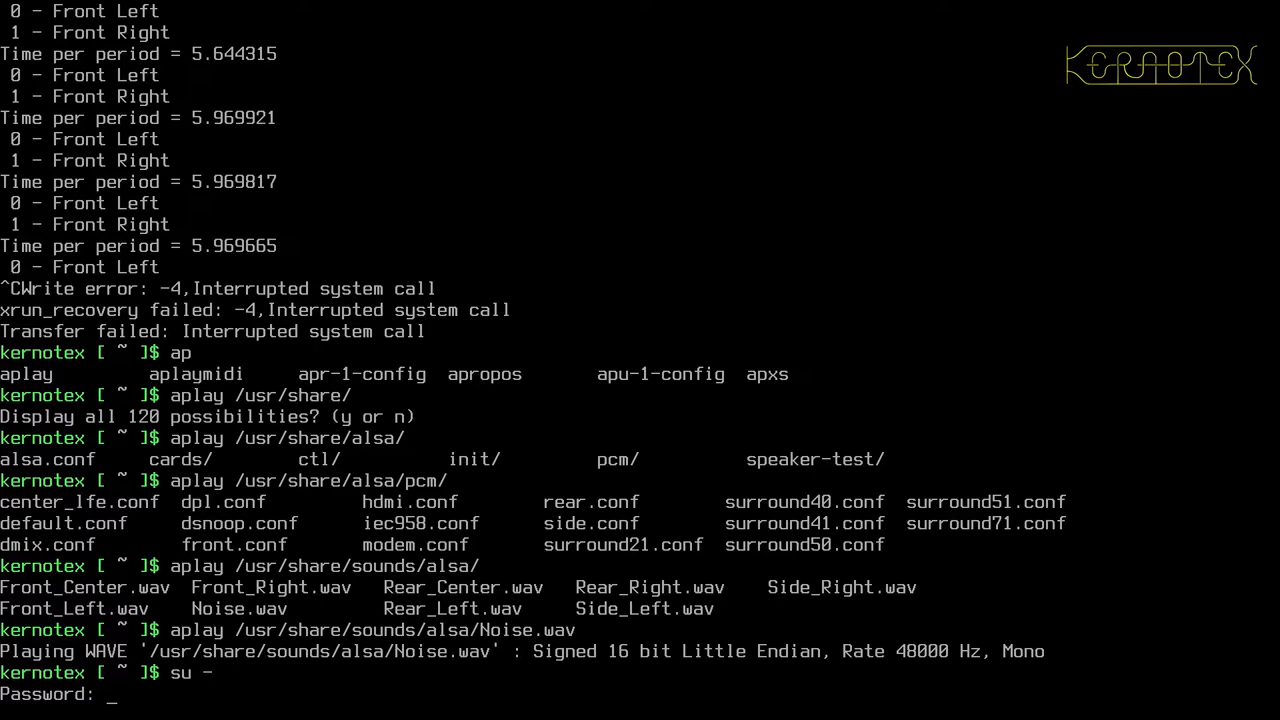 0 - Front Left
1 - Front Right
Time per period = 5.644315
0 - Front Left
1 - Front Right
Time per period = 5.969921
0 - Front Left
1 - Front Right
Time per period = 5.969817
0 - Front Left
1 - Front Right
Time per period = 5.969665
0 - Front Left
^CWrite error: -4,Interrupted system call
xrun_recovery failed: -4,Interrupted system call
Transfer failed: Interrupted system call
kernotex [ ~ ]$ ap
aplay aplaymidi apr-1-config apropos apu-1-config apxs
kernotex [ ~ ]$ aplay /usr/share/
Display all 120 possibilities? (y or n)
kernotex [ ~ ]$ aplay /usr/share/alsa/
alsa.conf cards/ ctl/ init/ pcm/ speaker-test/
kernotex [ ~ ]$ aplay /usr/share/alsa/pcm/
center_lfe.conf dpl.conf hdmi.conf rear.conf surround40.conf surround51.conf
default.conf dsnoop.conf iec958.conf side.conf surround41.conf surround71.conf
dmix.conf front.conf modem.conf surround21.conf surround50.conf
kernotex [ ~ ]$ aplay /usr/share/sounds/alsa/
Front_Center.wav Front_Right.wav Rear_Center.wav Rear_Right.wav Side_Right.wav
Front_Left.wav Noise.wav Rear_Left.wav Side_Left.wav
kernotex [ ~ ]$ aplay /usr/share/sounds/alsa/Noise.wav
Playing WAVE '/usr/share/sounds/alsa/Noise.wav' : Signed 16 bit Little Endian, Rate 48000 Hz, Mono
kernotex [ ~ ]$ su -
Password: _
KERNOTEX